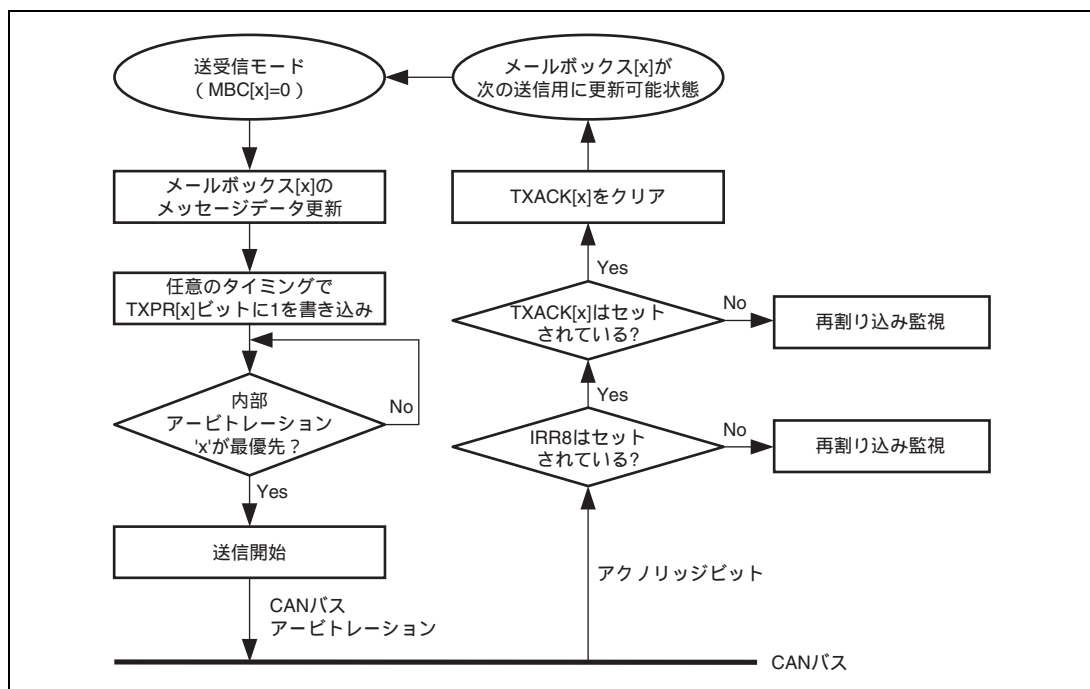 送受信モード
( MBC[x]=0 )
メールボックス[x]の
メッセージデータ更新
任意のタイミングで
TXPR[x]ビットに1を書き込み
内部
アービトレーション
'x'が最優先？
No
Yes
送信開始
CANバス
アービトレーション
メールボックス[x]が
次の送信用に更新可能状態
TXACK[x]をクリア
Yes
TXACK[x]はセット
されている?
No
再割り込み監視
Yes
IRR8はセット
されている?
No
再割り込み監視
アクノリッジビット
CANバス